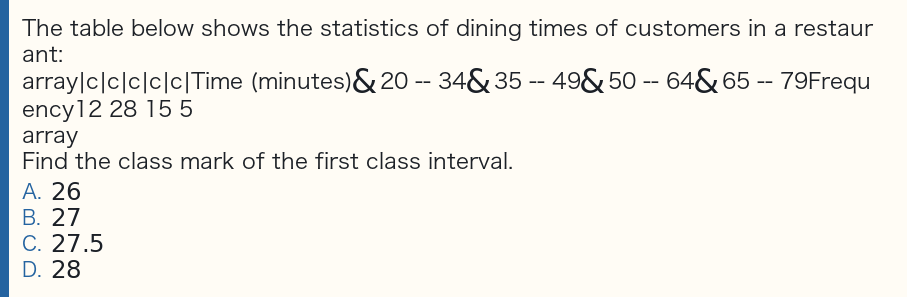 The table below shows the statistics of dining times of customers in a restaur
ant:
array|c|c|c|c|c|Time (minutes)& 20 -- 34& 35 -- 49& 50 -- 64& 65 -- 79Frequ
ency12 28 15 5
array
Find the class mark of the first class interval.
A. 26
B. 27
C. 27.5
D. 28